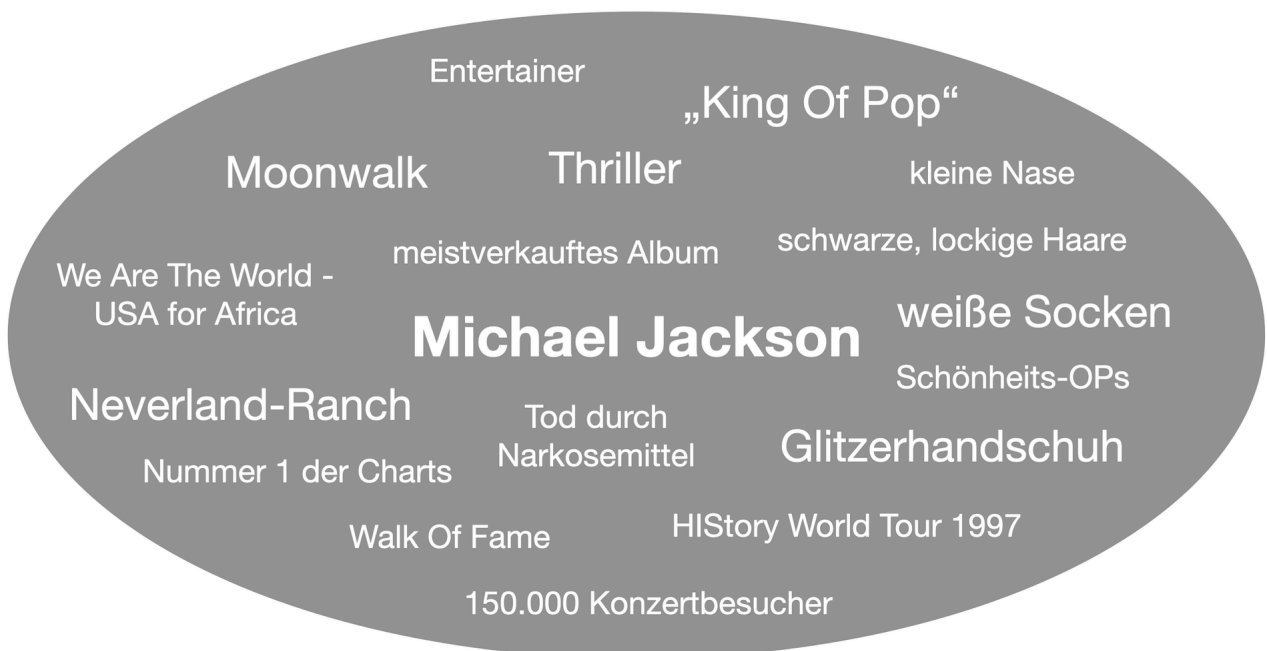 Entertainer
„King Of Pop“
Moonwalk
Thriller
kleine Nase
meistverkauftes Album
schwarze, lockige Haare
We Are The World -
USA for Africa
Michael Jackson
weiße Socken
Schönheits-OPs
Neverland-Ranch
Tod durch
Narkosemittel
Glitzerhandschuh
Nummer 1 der Charts
Walk Of Fame
HIStory World Tour 1997
150.000 Konzertbesucher